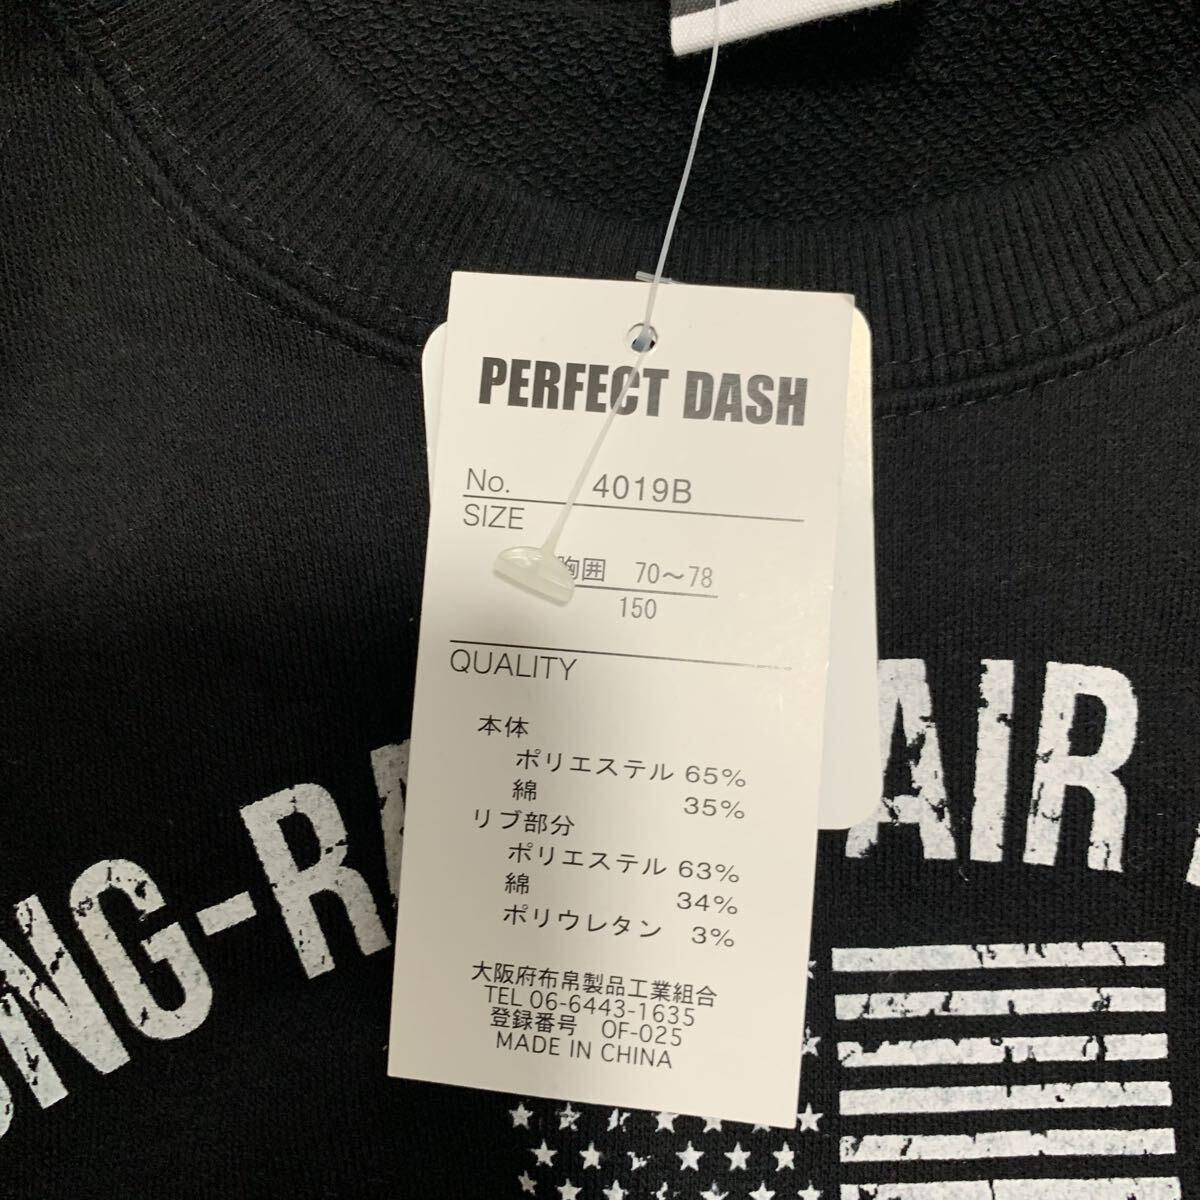 PERFECT DASH
No. 4019B
SIZE
胸囲 70～78
150
QUALITY
本体
ポリエステル 65%
綿 35%
リブ部分
ポリエステル 63%
綿 34%
ポリウレタン 3%
大阪府布帛製品工業組合
TEL 06-6443-1635
登録番号 OF-025
MADE IN CHINA
AIR